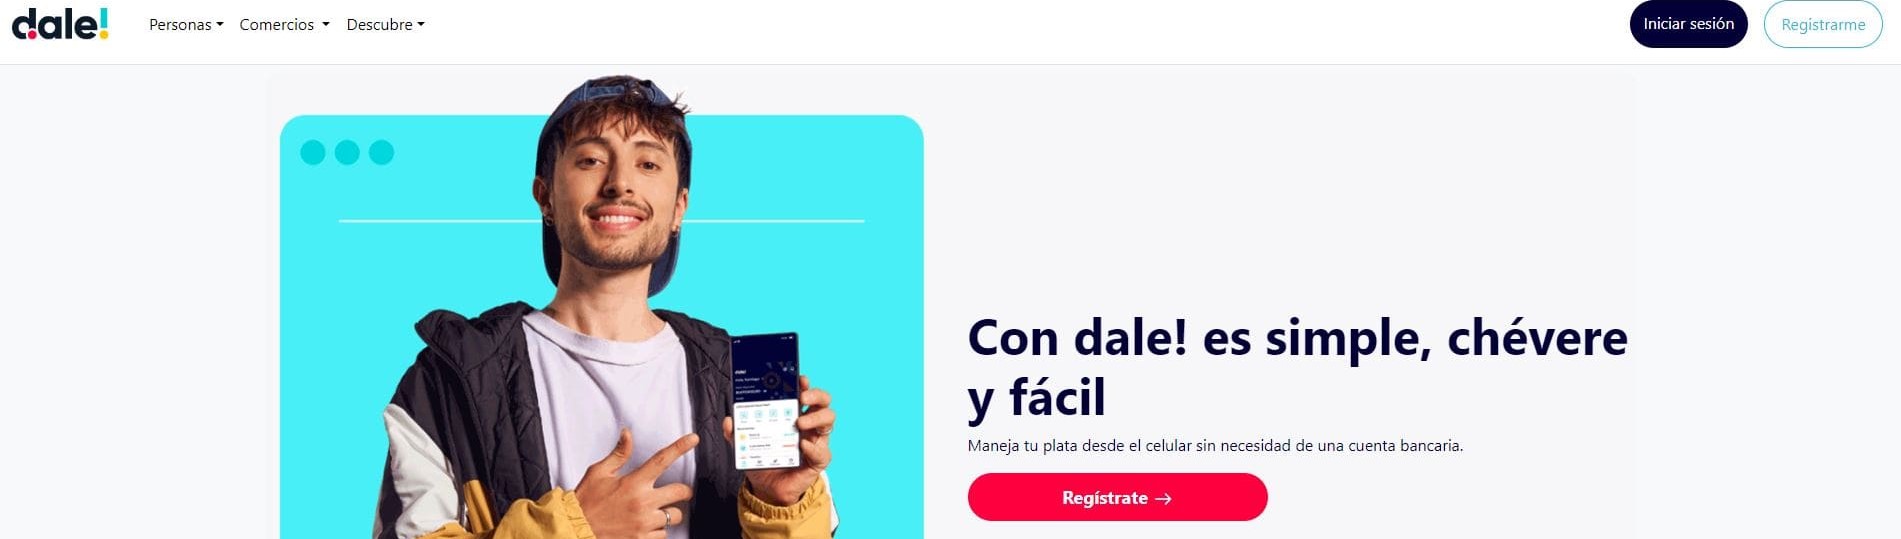 dale!
Personas
Comercios
Descubre
Iniciar sesión
Registrarme
Con dale! es simple, chévere
y fácil
Maneja tu plata desde el celular sin necesidad de una cuenta bancaria.
Regístrate →
dale!